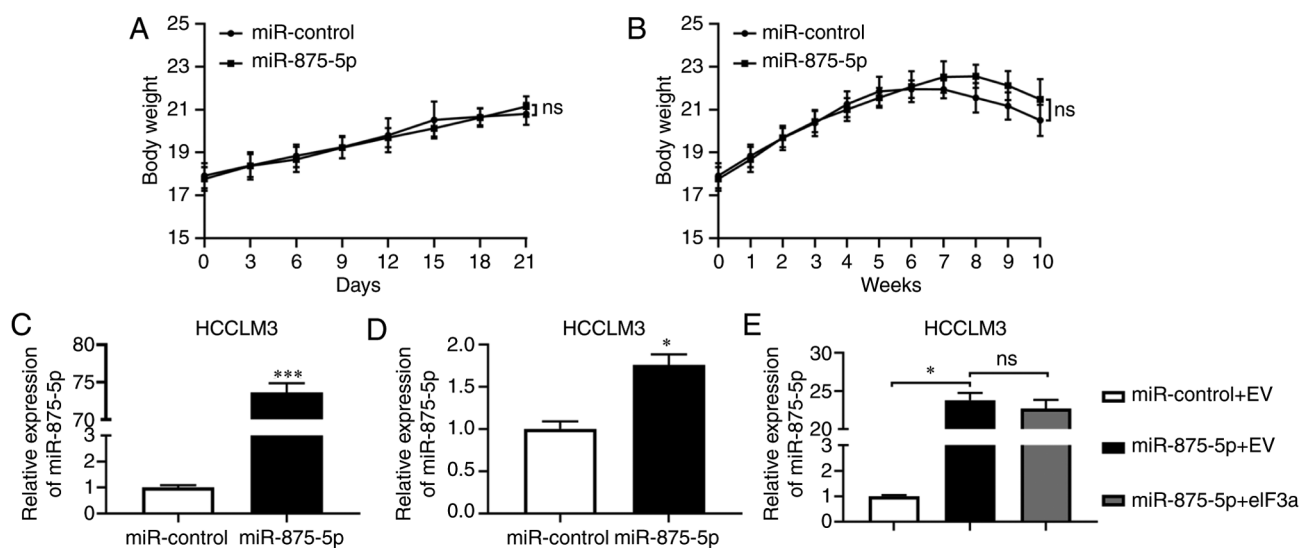 A
25
23
21
19
17
15
Body weight
miR-control
miR-875-5p
ns
0 3 6 9 12 15 18 21
Days
B
25
23
21
19
17
15
Body weight
miR-control
miR-875-5p
ns
0 1 2 3 4 5 6 7 8 9 10
Weeks
C
HCCLM3
Relative expression
of miR-875-5p
80
75
70
3
2
1
0
***
miR-control miR-875-5p
D
HCCLM3
Relative expression
of miR-875-5p
2.0
1.5
1.0
0.5
0.0
*
miR-control miR-875-5p
E
HCCLM3
Relative expression
of miR-875-5p
30
25
20
3
2
1
0
*
ns
miR-control+EV
miR-875-5p+EV
miR-875-5p+eIF3a